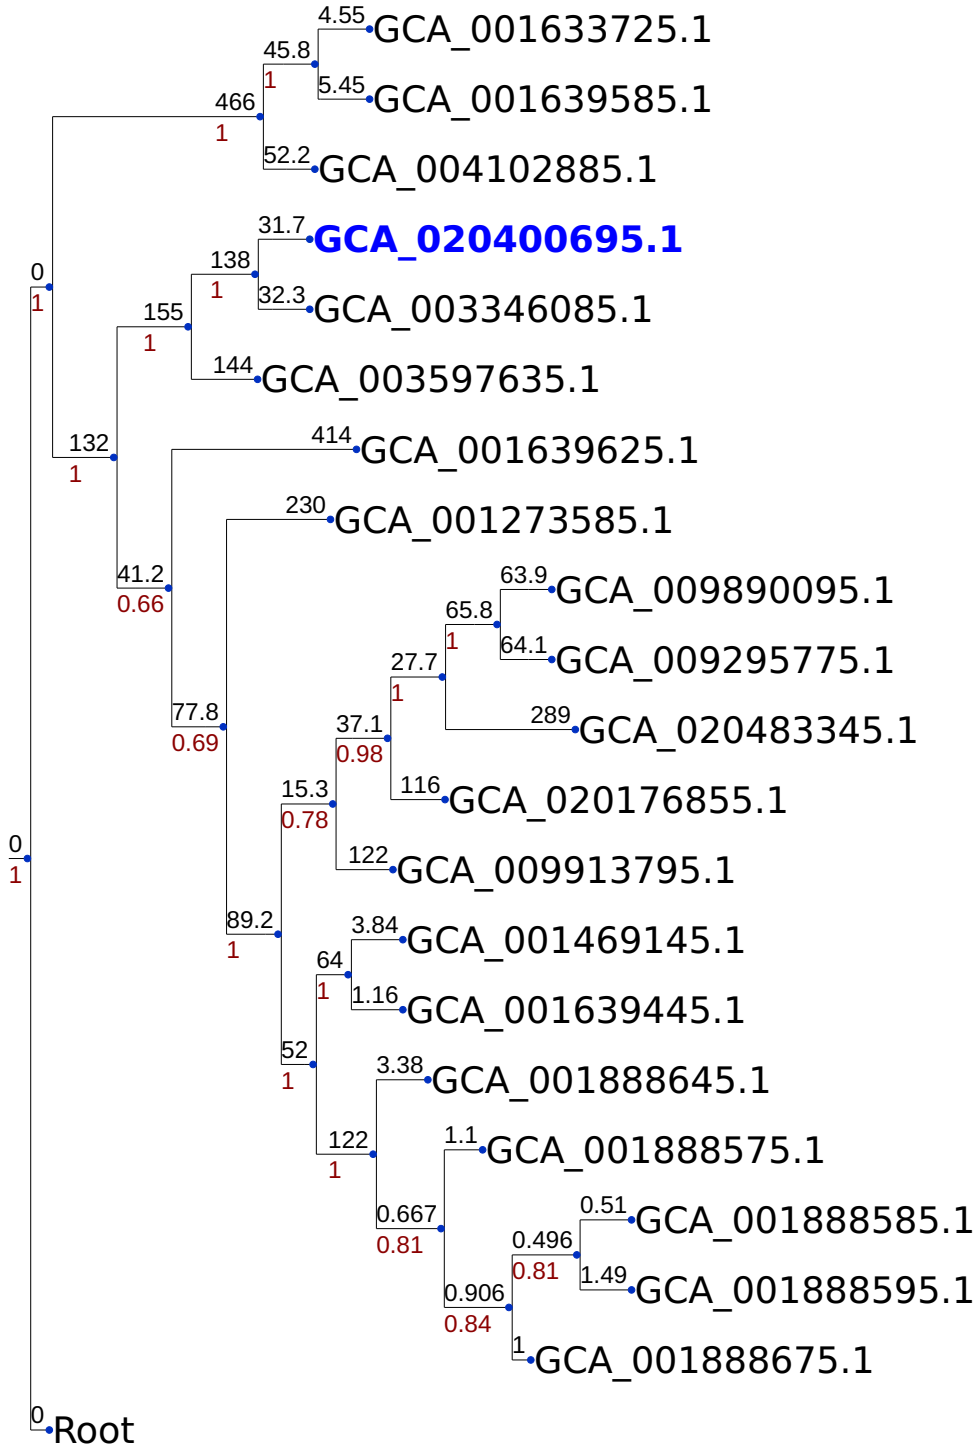 4.55
GCA_001633725.1
45.8
1
5.45
GCA_001639585.1
466
1
52.2
GCA_004102885.1
31.7
GCA_020400695.1
138
1
0
1
32.3
GCA_003346085.1
155
1
144
GCA_003597635.1
132
1
414
GCA_001639625.1
230
GCA_001273585.1
41.2
0.66
63.9
GCA_009890095.1
65.8
1
64.1
GCA_009295775.1
27.7
1
77.8
0.69
289
GCA_020483345.1
37.1
0.98
116
GCA_020176855.1
15.3
0.78
0
1
122
GCA_009913795.1
89.2
1
3.84
GCA_001469145.1
64
1
1.16
GCA_001639445.1
52
1
3.38
GCA_001888645.1
122
1
1.1
GCA_001888575.1
0.667
0.81
0.51
GCA_001888585.1
0.496
0.81
1.49
GCA_001888595.1
0.906
0.84
1
GCA_001888675.1
0
Root